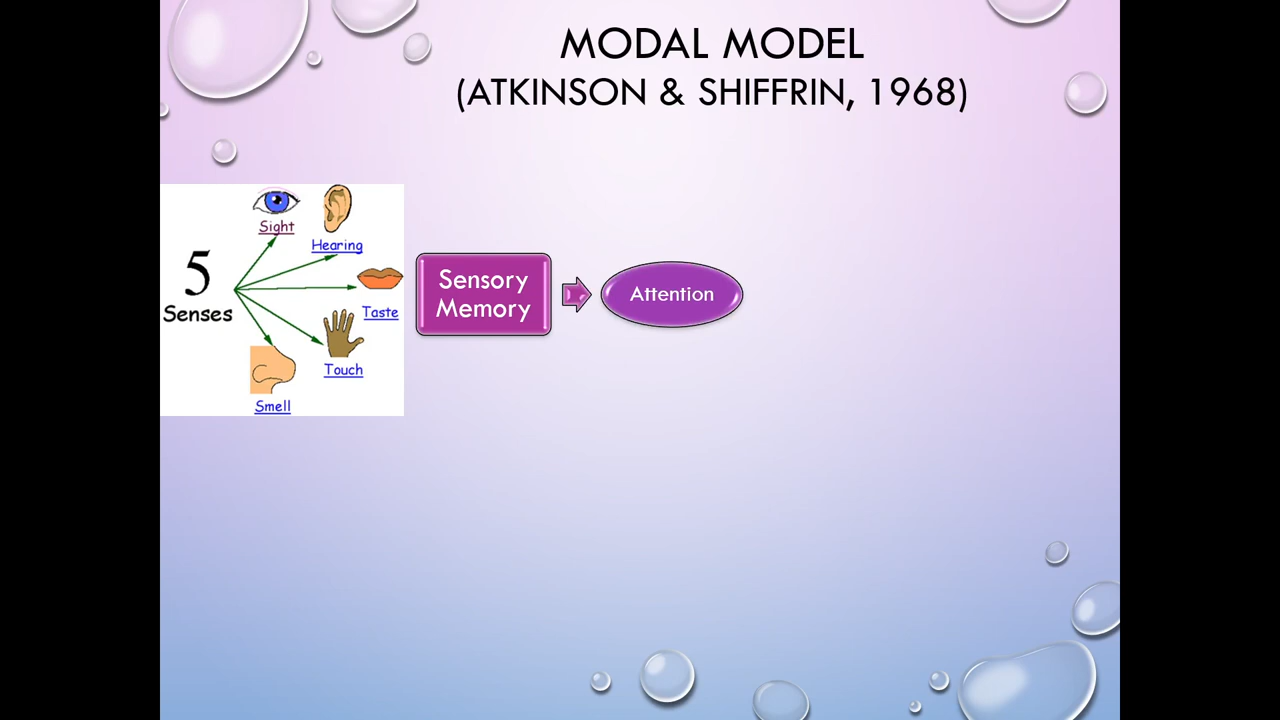 MODAL MODEL
(ATKINSON & SHIFFRIN, 1968)
Sight
Hearing
5
Senses
Taste
Touch
Smell
Sensory
Memory
Attention